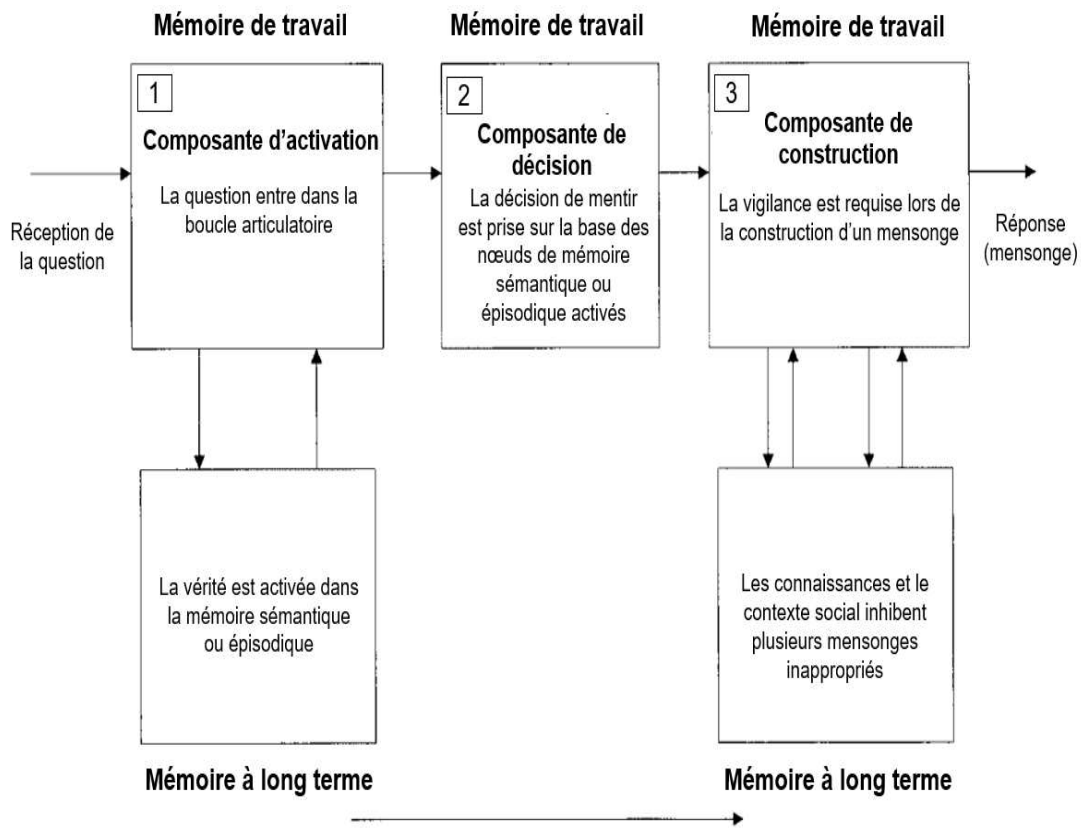 Mémoire de travail
Mémoire de travail
Mémoire de travail
1
Composante d'activation
La question entre dans la
boucle articulatoire
2
Composante de
décision
La décision de mentir
est prise sur la base des
nœuds de mémoire
sémantique ou
épisodique activés
3
Composante de
construction
La vigilance est requise lors de
la construction d'un mensonge
Réception de
la question
Réponse
(mensonge)
La vérité est activée dans
la mémoire sémantique
ou épisodique
Les connaissances et le
contexte social inhibent
plusieurs mensonges
inappropriés
Mémoire à long terme
Mémoire à long terme